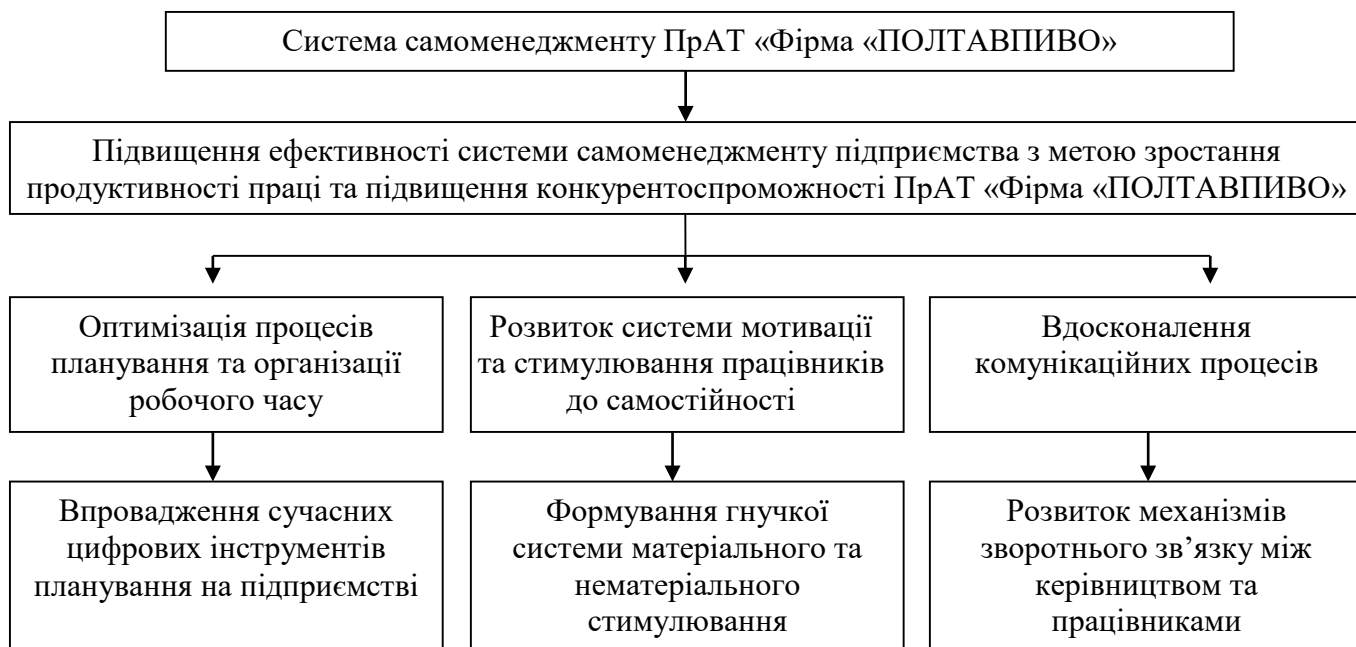 Система самоменеджменту ПрАТ «Фірма «ПОЛТАВПИВО»
Підвищення ефективності системи самоменеджменту підприємства з метою зростання
продуктивності праці та підвищення конкурентоспроможності ПрАТ «Фірма «ПОЛТАВПИВО»
Оптимізація процесів
планування та організації
робочого часу
Розвиток системи мотивації
та стимулювання працівників
до самостійності
Вдосконалення
комунікаційних процесів
Впровадження сучасних
цифрових інструментів
планування на підприємстві
Формування гнучкої
системи матеріального та
нематеріального
стимулювання
Розвиток механізмів
зворотнього зв’язку між
керівництвом та
працівниками